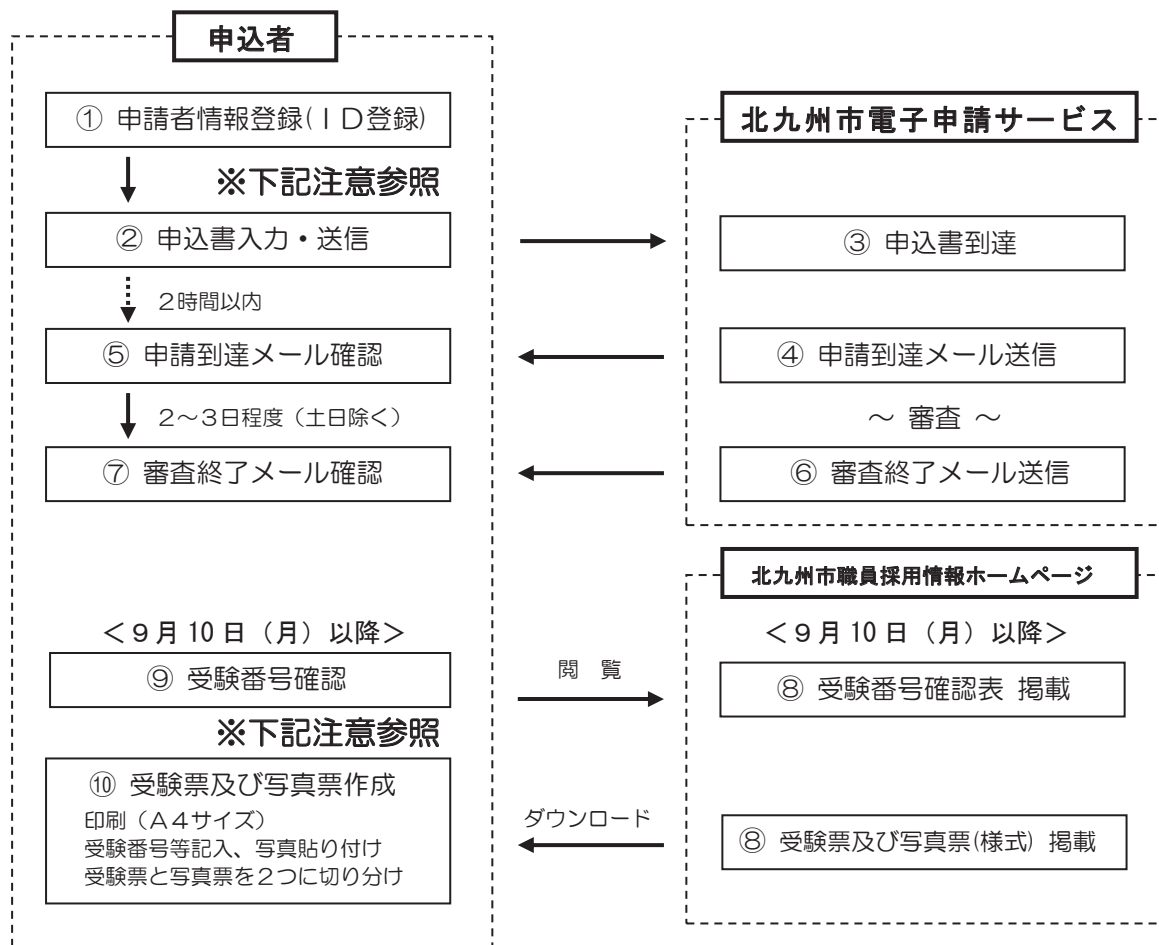 申込者
① 申請者情報登録(ＩＤ登録)
北九州市電子申請サービス
※下記注意参照
② 申込書入力・送信
③ 申込書到達
２時間以内
⑤ 申請到達メール確認
④ 申請到達メール送信
２～３日程度（土日除く）
～ 審査 ～
⑦ 審査終了メール確認
⑥ 審査終了メール送信
北九州市職員採用情報ホームページ
＜９月 10 日（月）以降＞
＜９月 10 日（月）以降＞
⑨ 受験番号確認
閲 覧
⑧ 受験番号確認表 掲載
※下記注意参照
⑩ 受験票及び写真票作成
印刷（Ａ４サイズ）
受験番号等記入、写真貼り付け
受験票と写真票を２つに切り分け
ダウンロード
⑧ 受験票及び写真票(様式) 掲載